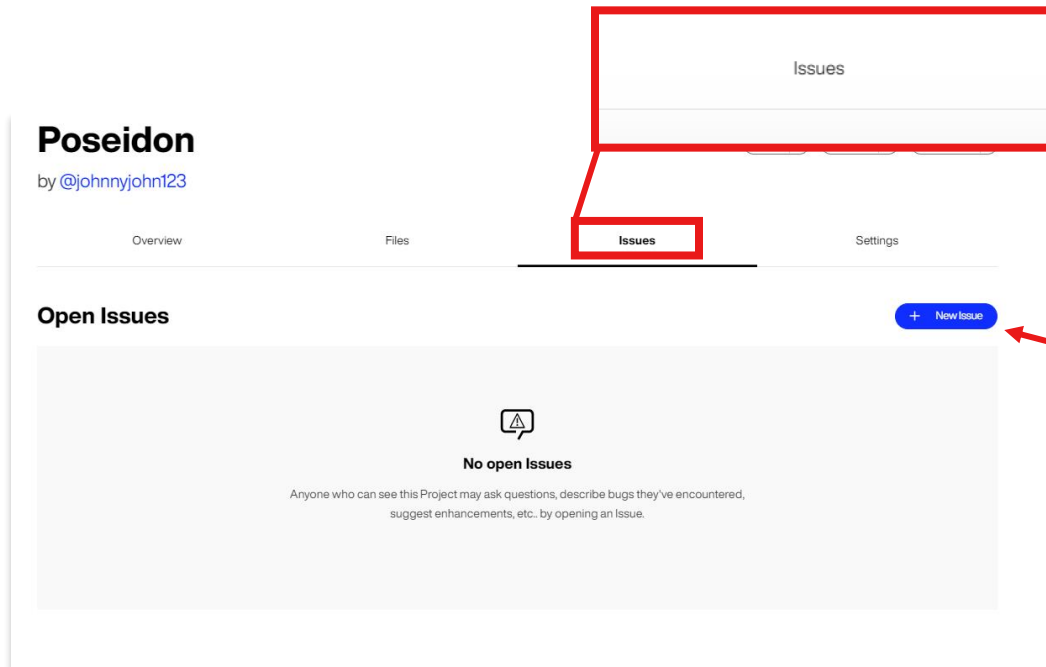 Issues
Poseidon
by @johnnyjohn123
Overview Files Issues Settings
Open Issues
+ New Issue
No open Issues
Anyone who can see this Project may ask questions, describe bugs they've encountered,
suggest enhancements, etc.. by opening an Issue.